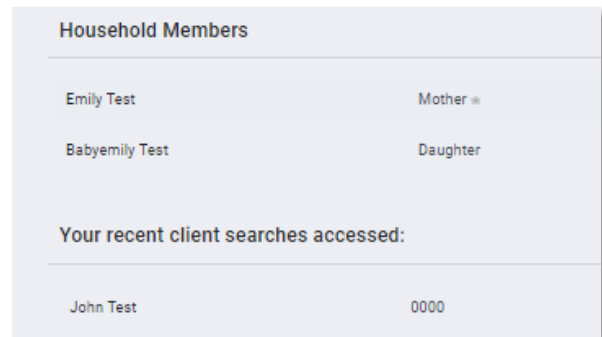 Household Members
Emily Test Mother
Babyemily Test Daughter
Your recent client searches accessed:
John Test 0000